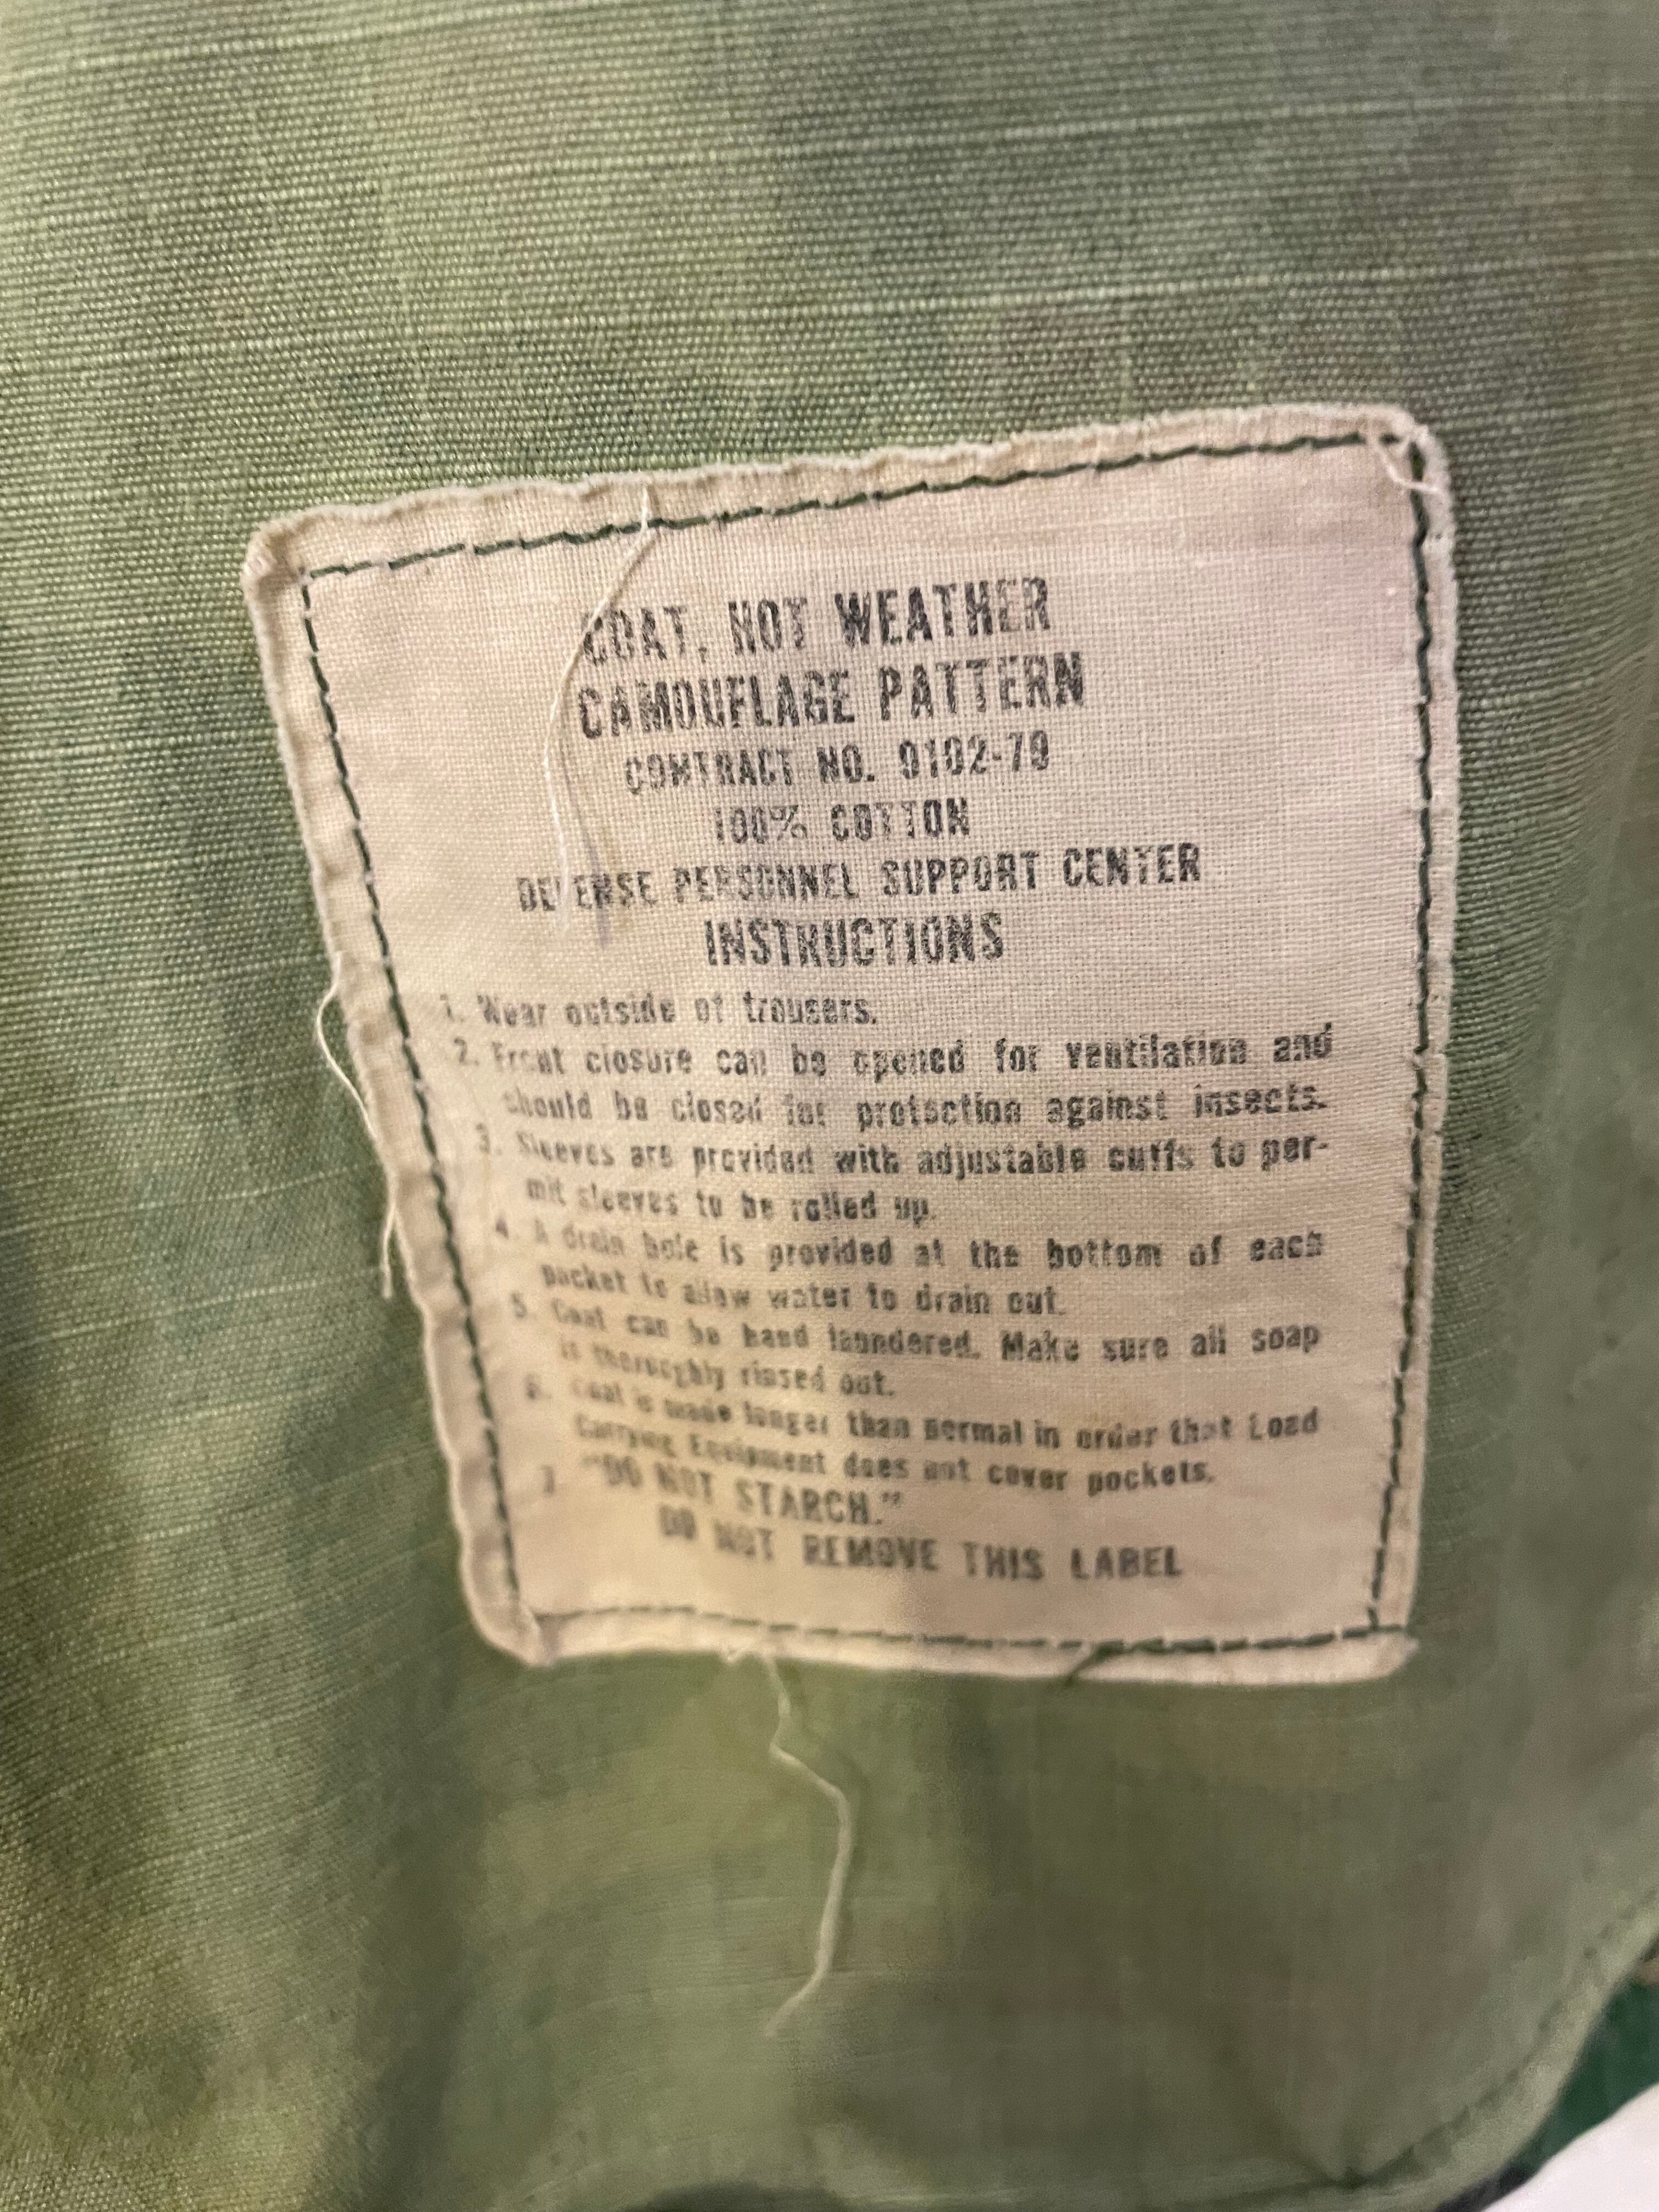 COAT, HOT WEATHER
CAMOUFLAGE PATTERN
CONTRACT NO. 9102-79
100% COTTON
DEFENSE PERSONNEL SUPPORT CENTER
INSTRUCTIONS
1. Wear outside of trousers.
2. Front closure can be opened for ventilation and
should be closed for protection against insects.
3. Sleeves are provided with adjustable cuffs to per-
mit sleeves to be rolled up.
4. A drain hole is provided at the bottom of each
pocket to allow water to drain out.
5. Coat can be hand laundered. Make sure all soap
is thoroughly rinsed out.
6. Coat is made longer than normal in order that Load
Carrying Equipment does not cover pockets.
7 "DO NOT STARCH."
DO NOT REMOVE THIS LABEL